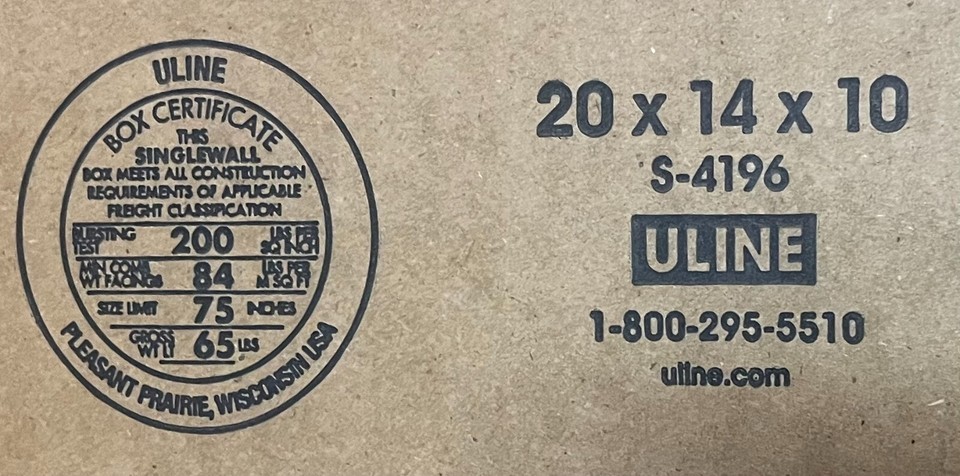 ULINE
BOX CERTIFICATE
THIS
SINGLEWALL
BOX MEETS ALL CONSTRUCTION
REQUIREMENTS OF APPLICABLE
FREIGHT CLASSIFICATION
BURSTING TEST 200 LBS PER SQ INCH
MIN COMB WT FACINGS 84 LBS PER M SQ FT
SIZE LIMIT 75 INCHES
GROSS WT LT 65 LBS
PLEASANT PRAIRIE, WISCONSIN USA
20 x 14 x 10
S-4196
ULINE
1-800-295-5510
uline.com